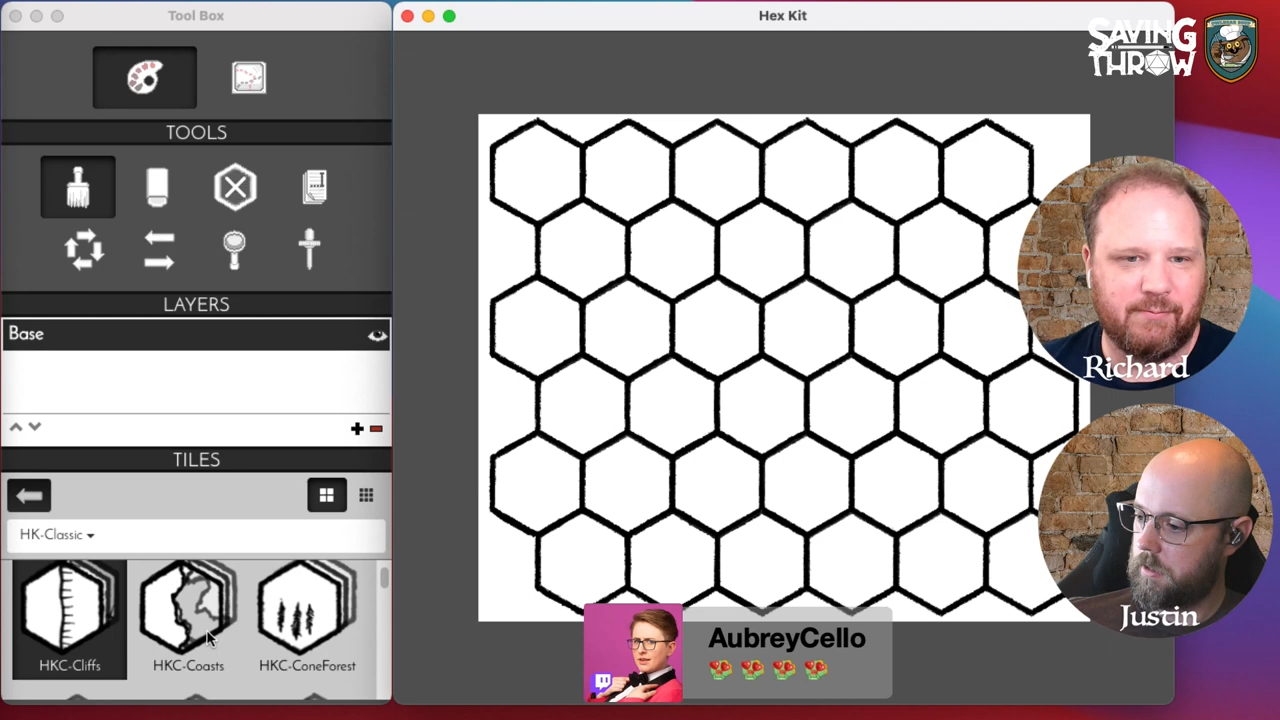 Tool Box
Hex Kit
SAVING
THROW
TOOLS
LAYERS
Base
TILES
HK-Classic
HKC-Cliffs
HKC-Coasts
HKC-ConeForest
Richard
Justin
AubreyCello